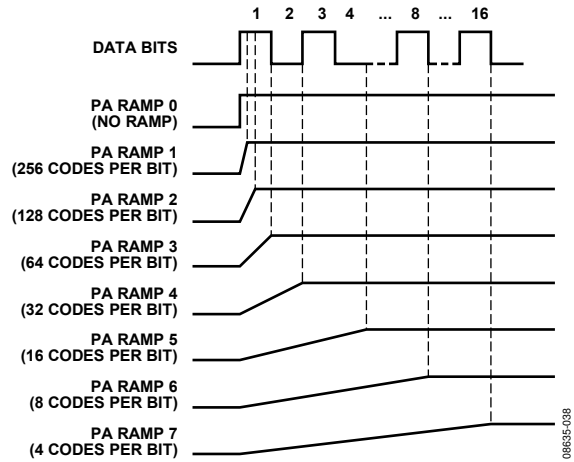 1 2 3 4 ... 8 ... 16
DATA BITS
PA RAMP 0
(NO RAMP)
PA RAMP 1
(256 CODES PER BIT)
PA RAMP 2
(128 CODES PER BIT)
PA RAMP 3
(64 CODES PER BIT)
PA RAMP 4
(32 CODES PER BIT)
PA RAMP 5
(16 CODES PER BIT)
PA RAMP 6
(8 CODES PER BIT)
PA RAMP 7
(4 CODES PER BIT)
08635-038